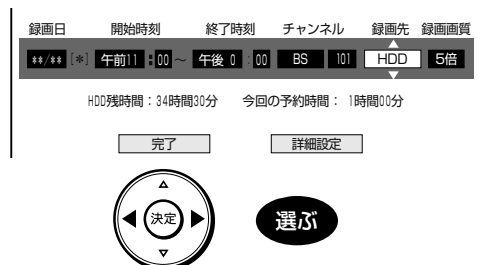 録画日 開始時刻 終了時刻 チャンネル 録画先 録画画質
**/** [*] 午前11:00 ～ 午後 0:00 BS 101 HDD 5倍
HDD残時間：34時間30分 今回の予約時間： 1時間00分
完了 詳細設定
決定 選ぶ